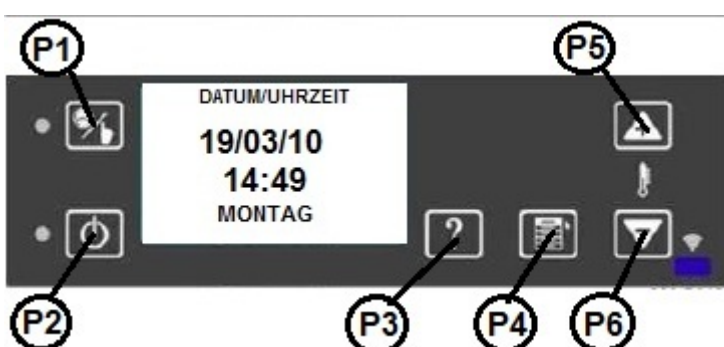 P1
P5
DATUM/UHRZEIT
19/03/10
14:49
MONTAG
?
P2
P3
P4
P6